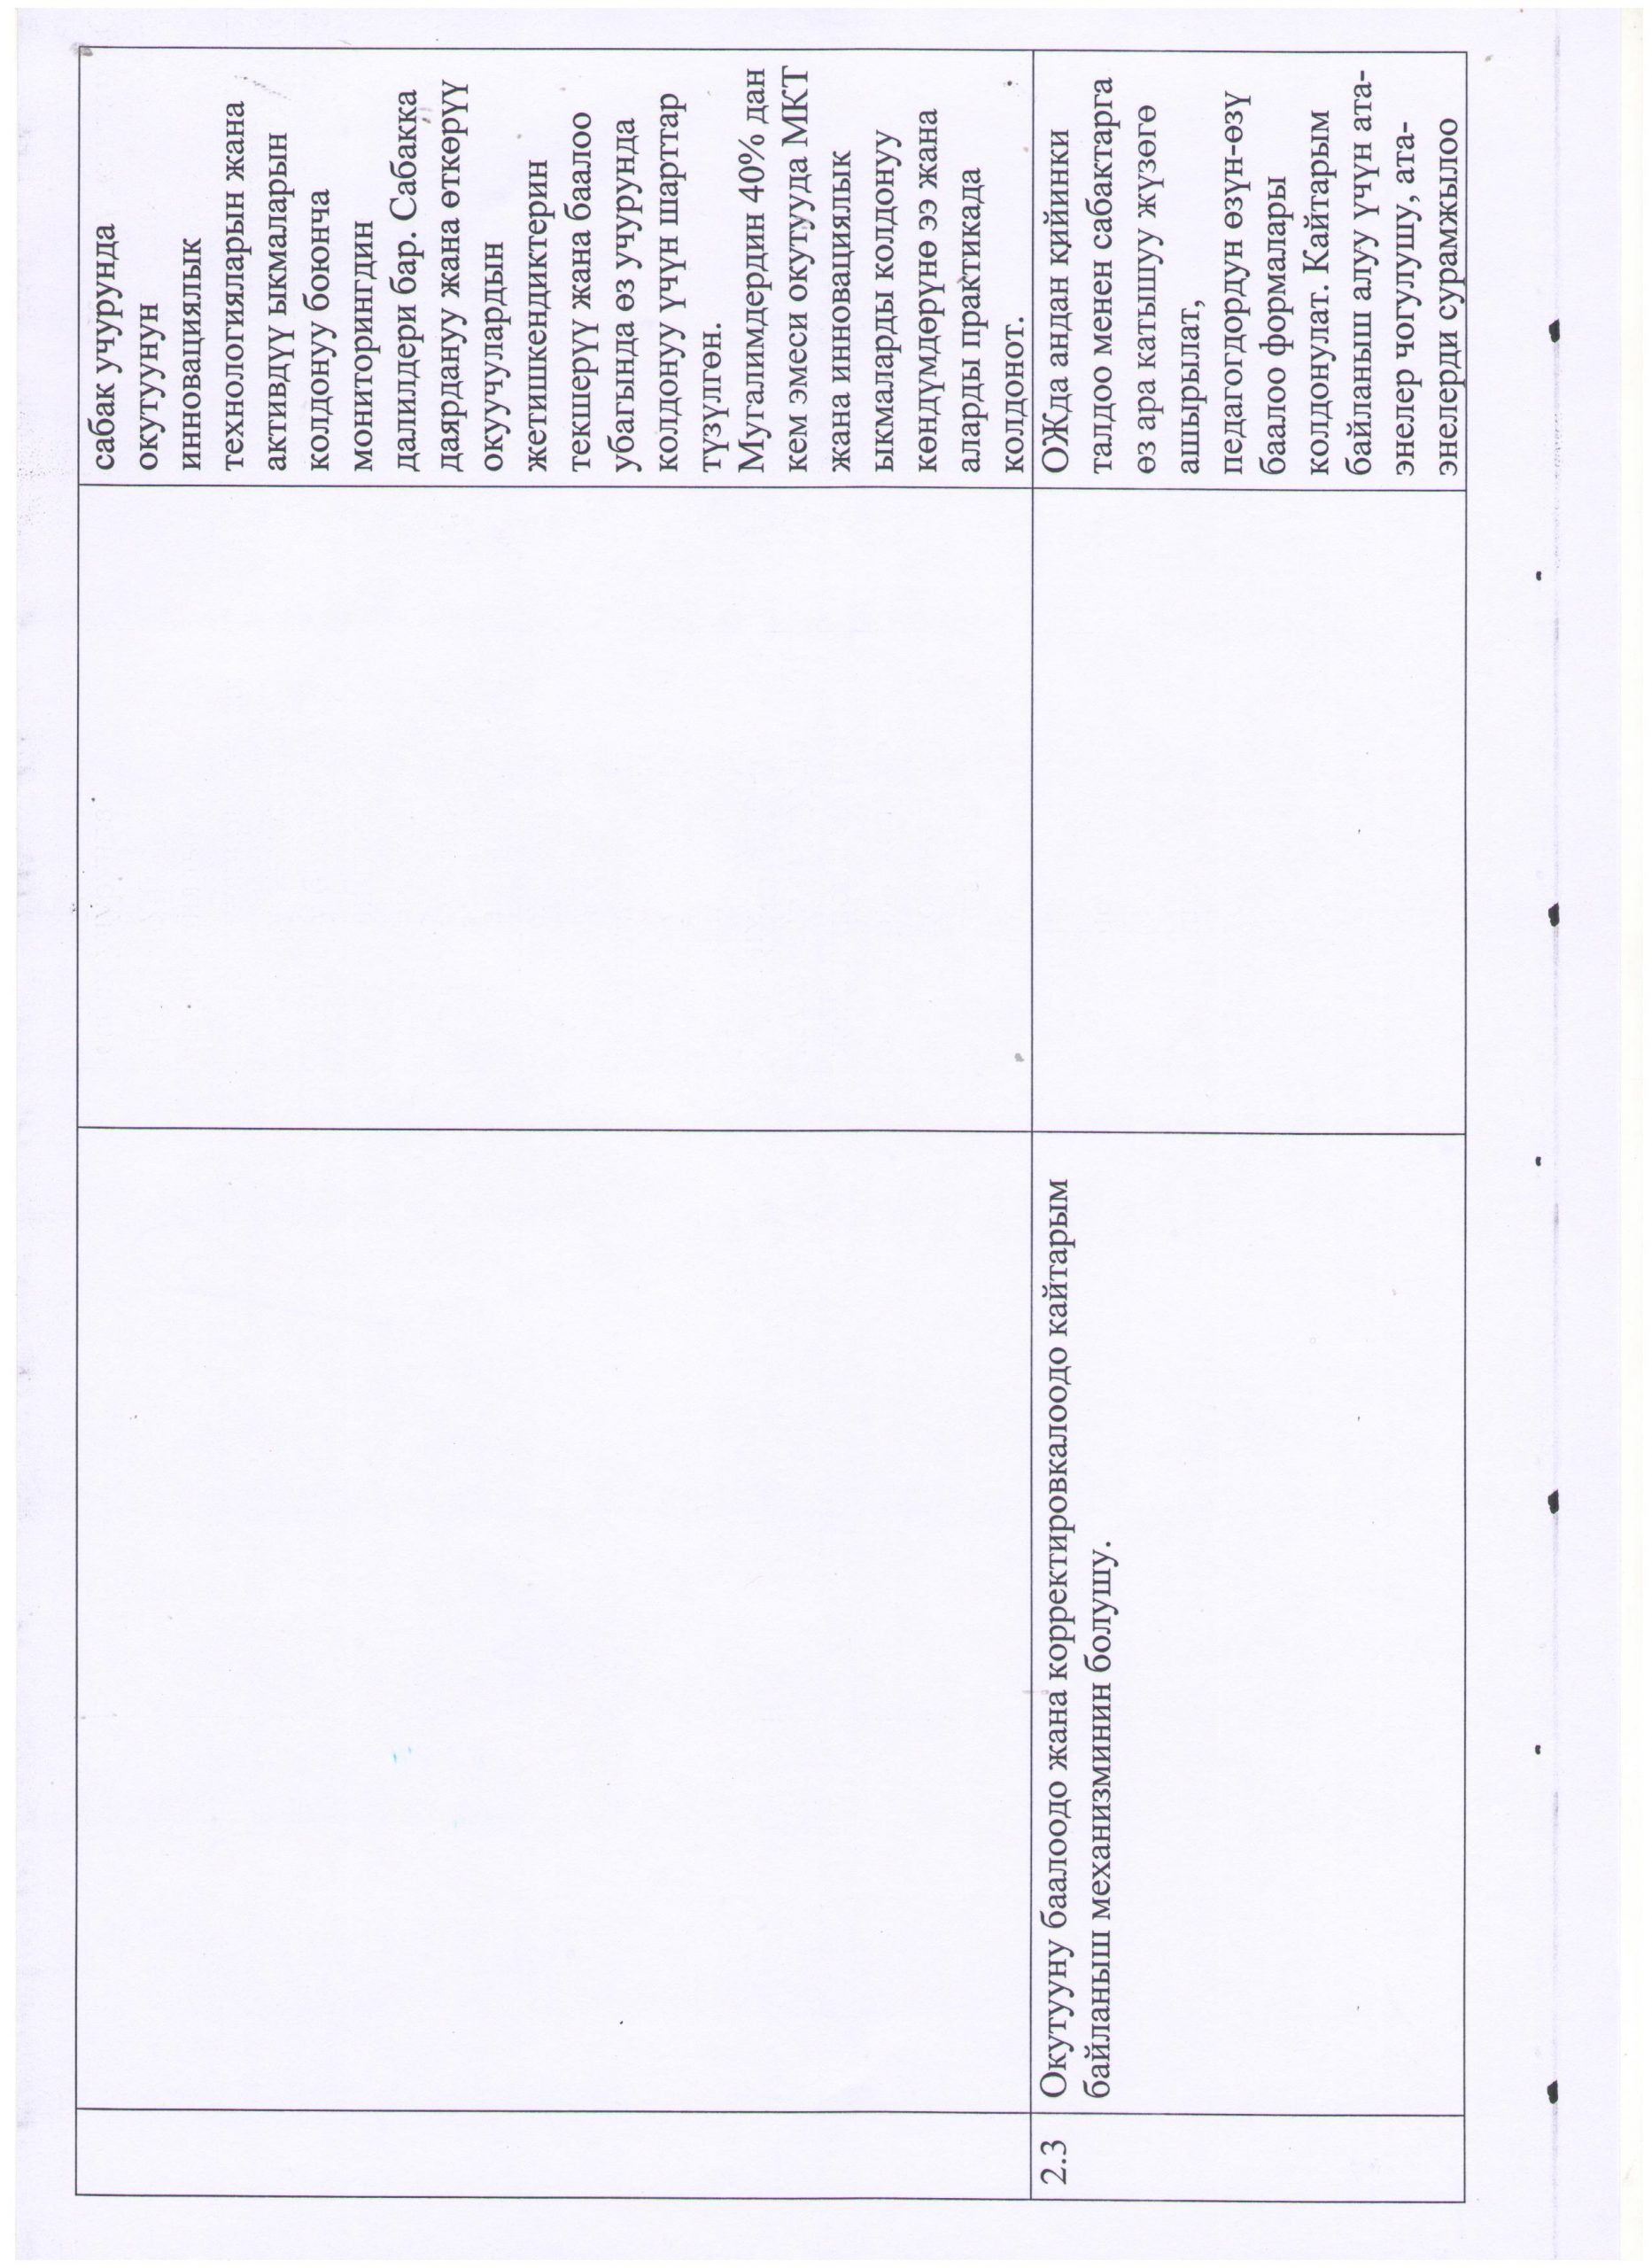 сабак учурунда
окутуунун
инновациялык
технологияларын жана
активдүү ыкмаларын
колдонуу боюнча
мониторингдин
далилдери бар. Сабакка
даярдануу жана өткөрүү
окуучулардын
жетишкендиктерин
текшерүү жана баалоо
убагында өз учурунда
колдонуу үчүн шарттар
түзүлгөн.
Мугалимдердин 40% дан
кем эмеси окутууда МКТ
жана инновациялык
ыкмаларды колдонуу
көндүмдөрүнө ээ жана
аларды практикада
колдонот.
2.3
Окутууну баалоодо жана корректировкалоодо кайтарым
байланыш механизминин болушу.
ОЖда андан кийинки
талдоо менен сабактарга
өз ара катышуу жүзөгө
ашырылат,
педагогдордун өзүн-өзү
баалоо формалары
колдонулат. Кайтарым
байланыш алуу үчүн ата-
энелер чогулушу, ата-
энелерди сурамжылоо